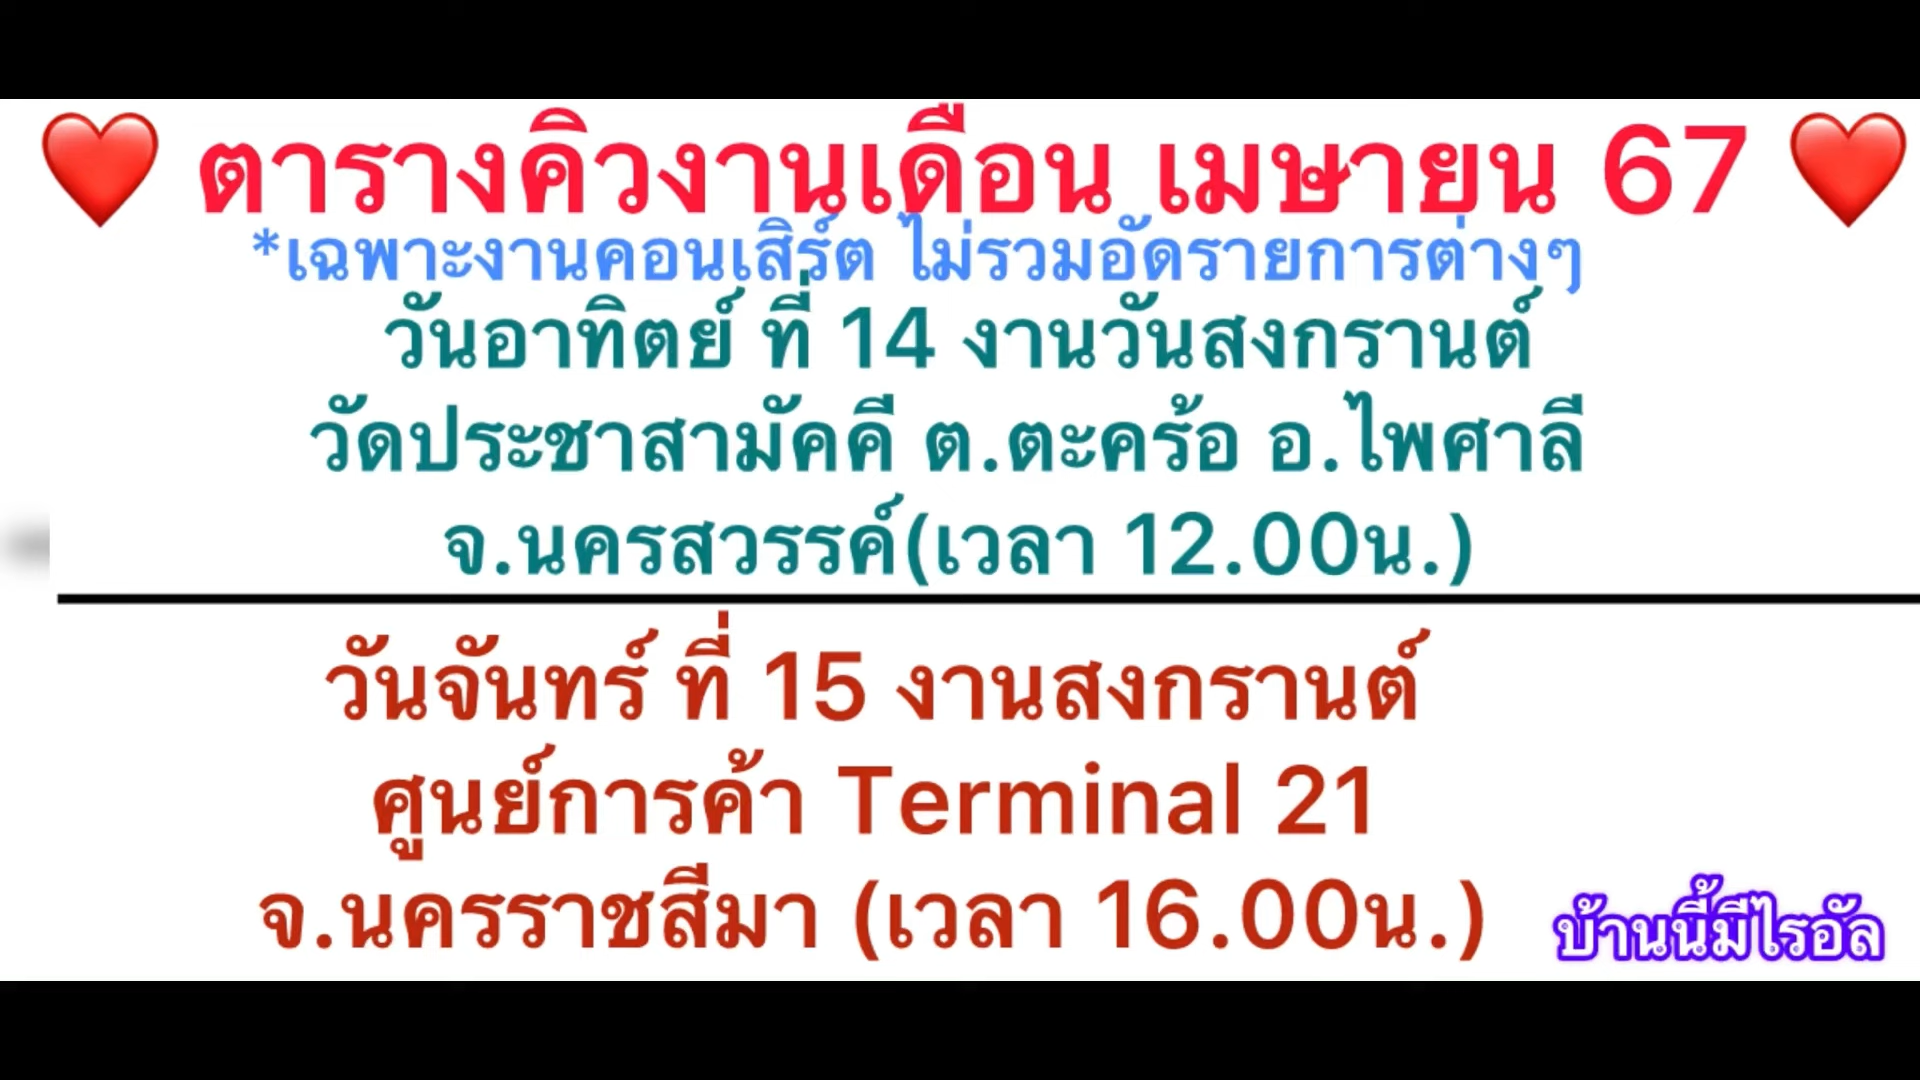 ❤️ ตารางคิวงานเดือน เมษายน 67 ❤️
*เฉพาะงานคอนเสิร์ต ไม่รวมอัดรายการต่างๆ
วันอาทิตย์ ที่ 14 งานวันสงกรานต์
วัดประชาสามัคคี ต.ตะคร้อ อ.ไพศาลี
จ.นครสวรรค์(เวลา 12.00น.)
วันจันทร์ ที่ 15 งานสงกรานต์
ศูนย์การค้า Terminal 21
จ.นครราชสีมา (เวลา 16.00น.)
บ้านนี้มีไรอัล